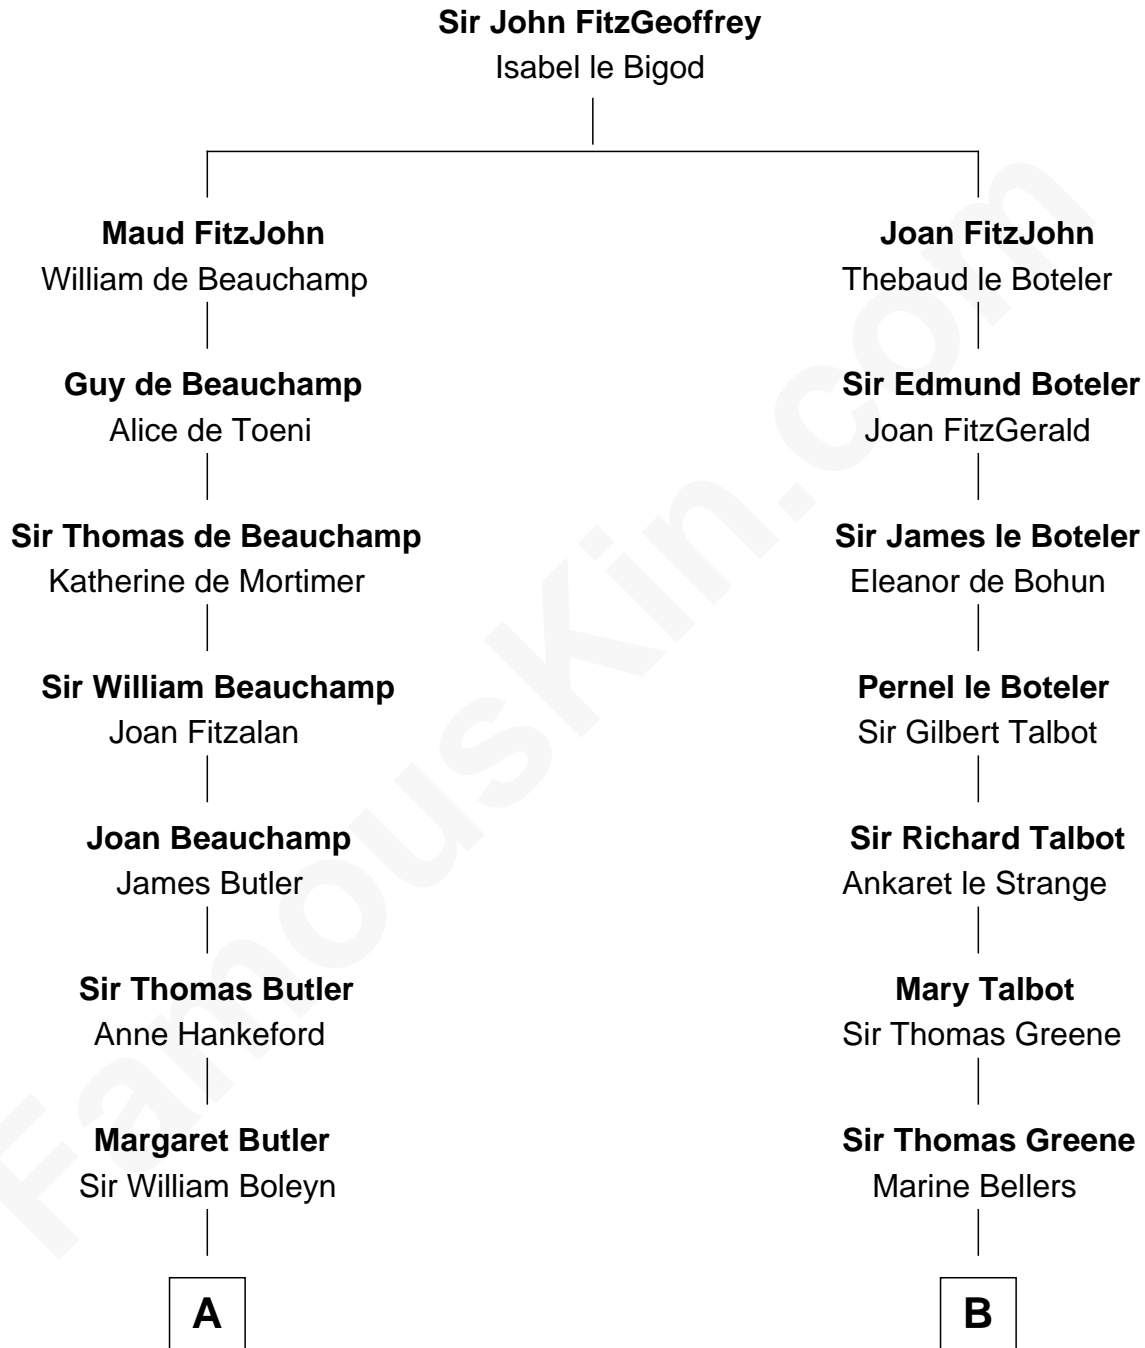 Sir John FitzGeoffrey
Isabel le Bigod
Maud FitzJohn
William de Beauchamp
Joan FitzJohn
Thebaud le Boteler
Guy de Beauchamp
Alice de Toeni
Sir Edmund Boteler
Joan FitzGerald
Sir Thomas de Beauchamp
Katherine de Mortimer
Sir James le Boteler
Eleanor de Bohun
Sir William Beauchamp
Joan Fitzalan
Pernel le Boteler
Sir Gilbert Talbot
Joan Beauchamp
James Butler
Sir Richard Talbot
Ankaret le Strange
Sir Thomas Butler
Anne Hankeford
Mary Talbot
Sir Thomas Greene
Margaret Butler
Sir William Boleyn
Sir Thomas Greene
Marine Bellers
A
B
FamousKin.com